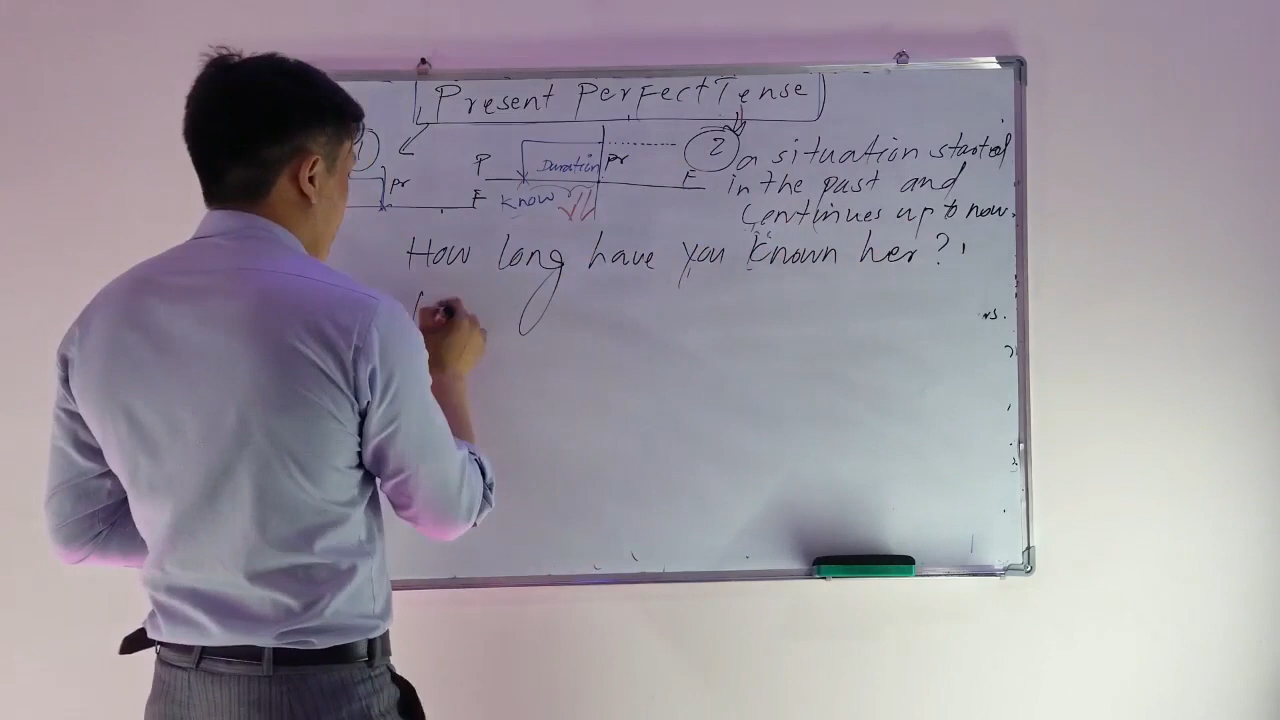 Present Perfect Tense
1
Pr
F
P
Duration
Pr
F
Know
2 a situation started
in the past and
Continues up to now.
How long have you known her?